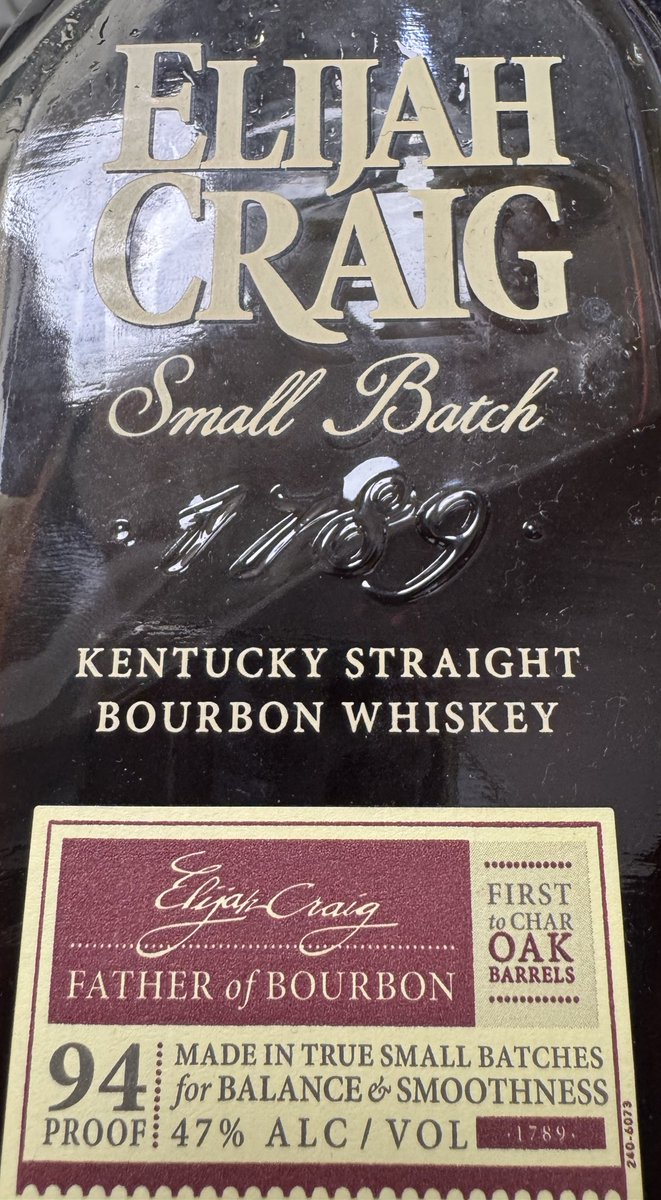 ELIJAH
CRAIG
Small Batch
· 1789 ·
KENTUCKY STRAIGHT
BOURBON WHISKEY
Elijah Craig
FATHER of BOURBON
FIRST
to CHAR
OAK
BARRELS
94
PROOF
MADE IN TRUE SMALL BATCHES
for BALANCE & SMOOTHNESS
47% ALC / VOL
·1789·
240-6073